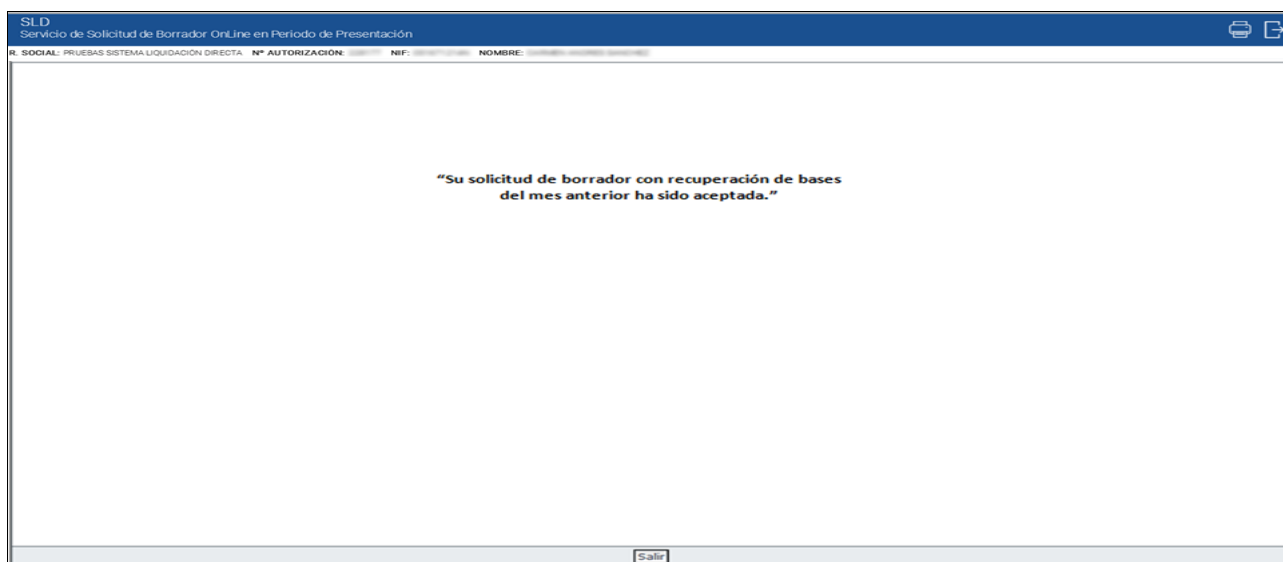 SLD
Servicio de Solicitud de Borrador OnLine en Periodo de Presentación
R. SOCIAL: PRUEBAS SISTEMA LIQUIDACIÓN DIRECTA Nº AUTORIZACIÓN: NIF: NOMBRE:
“Su solicitud de borrador con recuperación de bases
del mes anterior ha sido aceptada.”
Salir